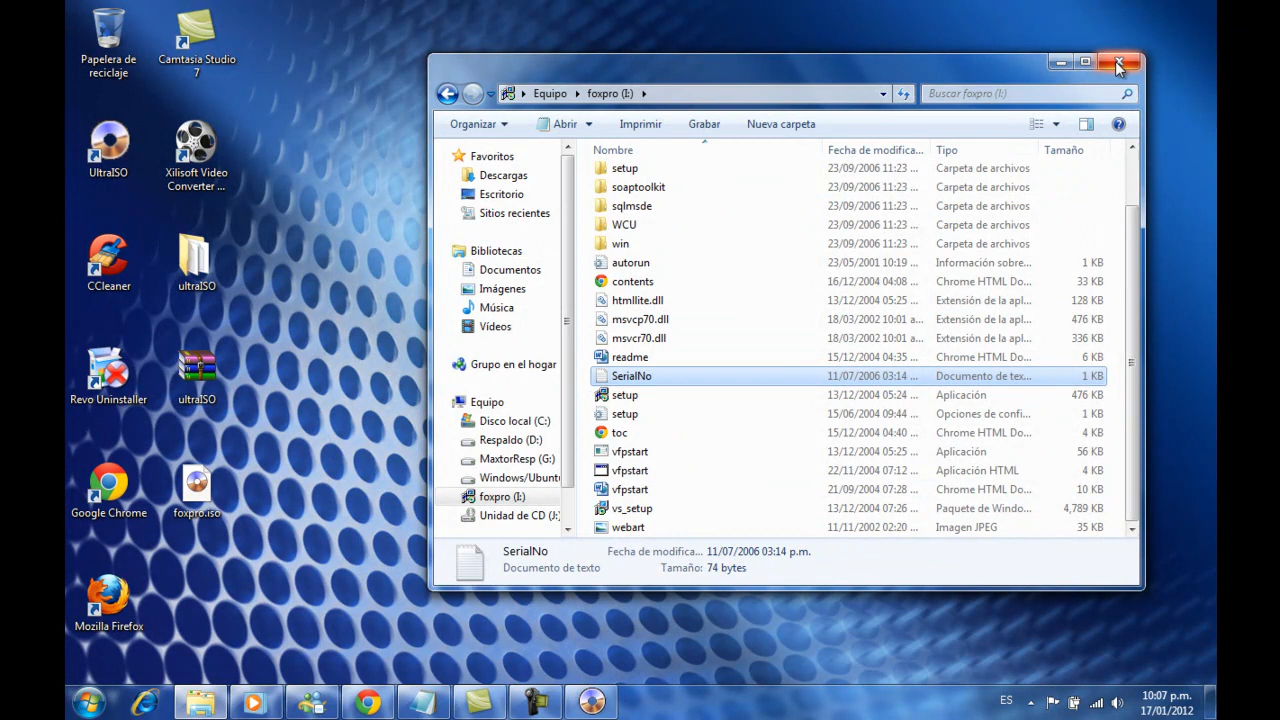 Papelera de
reciclaje
Camtasia Studio
7
UltraISO
Xilisoft Video
Converter ...
CCleaner
ultraISO
Revo Uninstaller
ultraISO
Google Chrome
foxpro.iso
Mozilla Firefox
Equipo
foxpro (I:)
Buscar foxpro (I:)
Organizar
Abrir
Imprimir
Grabar
Nueva carpeta
Favoritos
Descargas
Escritorio
Sitios recientes
Bibliotecas
Documentos
Imágenes
Música
Vídeos
Grupo en el hogar
Equipo
Disco local (C:)
Respaldo (D:)
MaxtorResp (G:)
Windows/Ubunt
foxpro (I:)
Unidad de CD (J:
Nombre Fecha de modifica... Tipo Tamaño
setup 23/09/2006 11:23 ... Carpeta de archivos
soaptoolkit 23/09/2006 11:23 ... Carpeta de archivos
sqlmsde 23/09/2006 11:23 ... Carpeta de archivos
WCU 23/09/2006 11:23 ... Carpeta de archivos
win 23/09/2006 11:23 ... Carpeta de archivos
autorun 23/05/2001 10:19 ... Información sobre... 1 KB
contents 16/12/2004 04:08 ... Chrome HTML Do... 33 KB
htmllite.dll 13/12/2004 05:25 ... Extensión de la apl... 128 KB
msvcp70.dll 18/03/2002 10:01 a... Extensión de la apl... 476 KB
msvcr70.dll 18/03/2002 10:01 a... Extensión de la apl... 336 KB
readme 15/12/2004 04:35 ... Chrome HTML Do... 6 KB
SerialNo 11/07/2006 03:14 ... Documento de tex... 1 KB
setup 13/12/2004 05:24 ... Aplicación 476 KB
setup 15/06/2004 09:44 ... Opciones de confi... 1 KB
toc 15/12/2004 04:40 ... Chrome HTML Do... 4 KB
vfpstart 13/12/2004 05:25 ... Aplicación 56 KB
vfpstart 22/11/2004 07:12 ... Aplicación HTML 4 KB
vfpstart 21/09/2004 07:28 ... Chrome HTML Do... 10 KB
vs_setup 13/12/2004 07:26 ... Paquete de Windo... 4,789 KB
webart 11/11/2002 02:20 ... Imagen JPEG 35 KB
SerialNo Fecha de modifica... 11/07/2006 03:14 p.m.
Documento de texto Tamaño: 74 bytes
ES
10:07 p.m.
17/01/2012